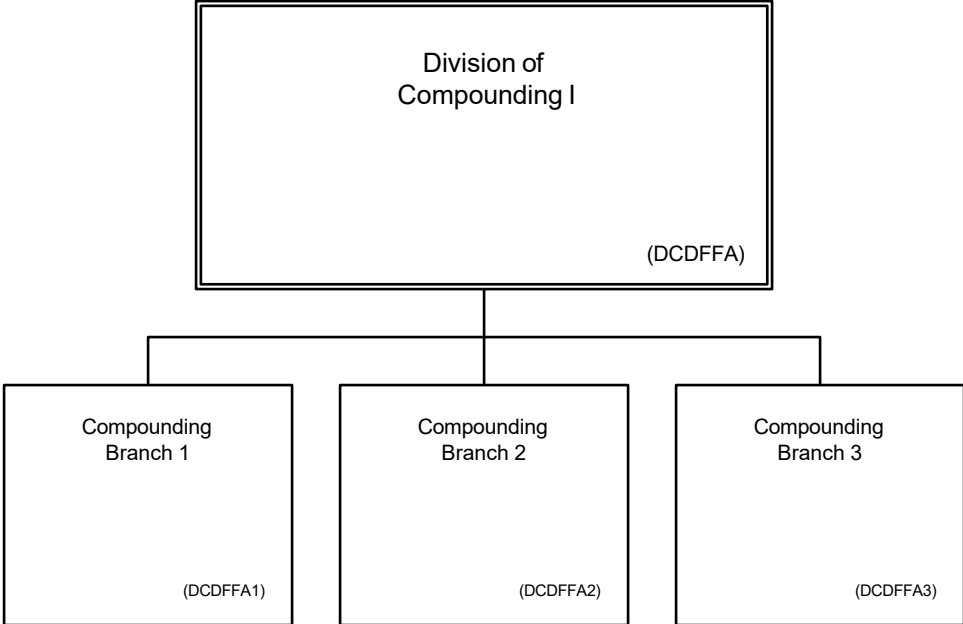 Division of
Compounding I
(DCDFFA)
Compounding
Branch 1
(DCDFFA1)
Compounding
Branch 2
(DCDFFA2)
Compounding
Branch 3
(DCDFFA3)